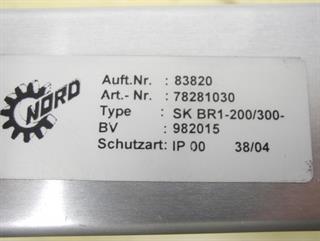 NORD
Auft.Nr. : 83820
Art.- Nr. : 78281030
Type : SK BR1-200/300-
BV : 982015
Schutzart: IP 00 38/04